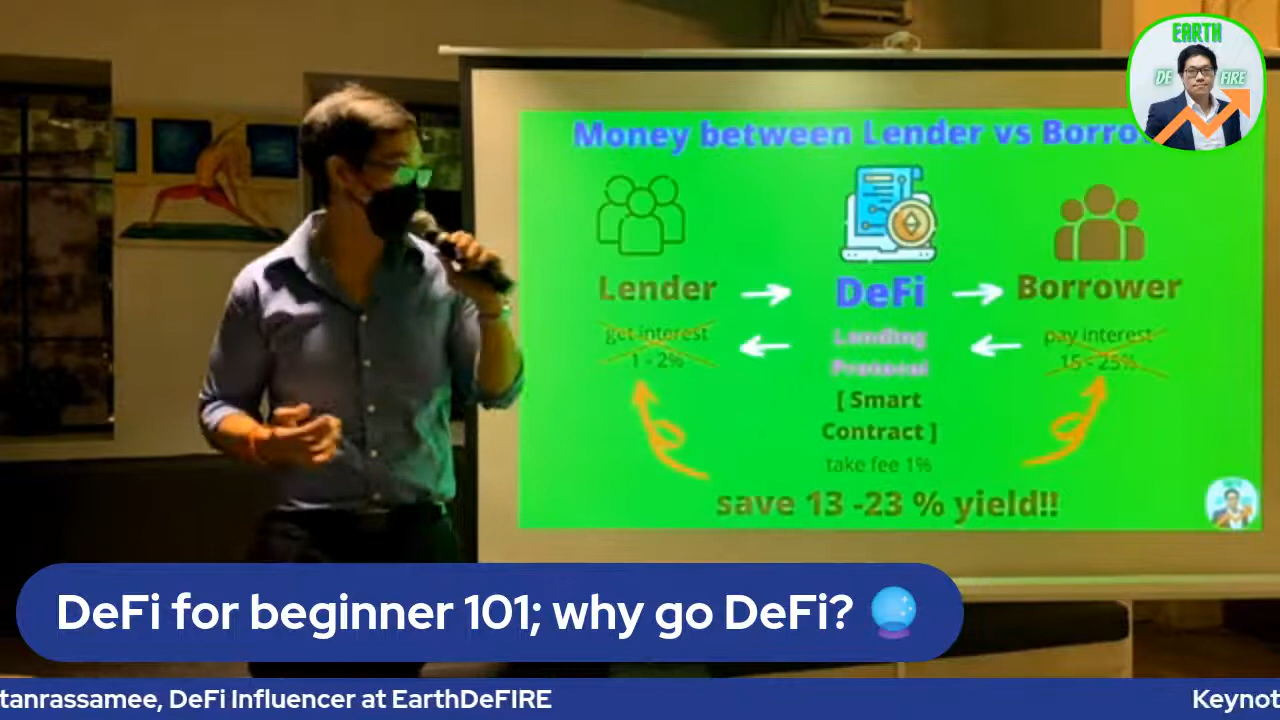 EARTH
DE FIRE
Money between Lender vs Borro
Lender
DeFi
Borrower
get interest
1 - 2%
Lending
Protocol
pay interest
15 - 25%
[ Smart
Contract ]
take fee 1%
save 13 -23 % yield!!
DeFi for beginner 101; why go DeFi?
tanrassamee, DeFi Influencer at EarthDeFIRE
Keynot